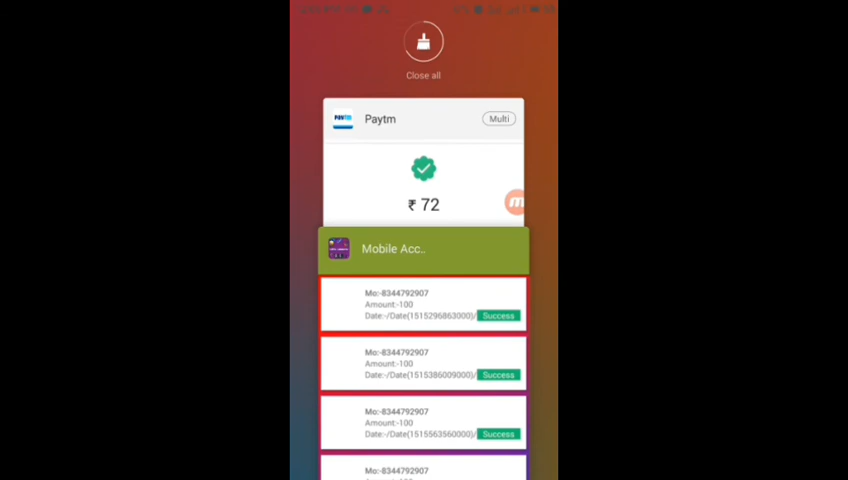 Close all
PAYTM
Paytm
Multi
₹ 72
Mobile Acc..
Mo:-8344792907
Amount:-100
Date:-/Date(1515296863000)/ Success
Mo:-8344792907
Amount:-100
Date:-/Date(1515386009000)/ Success
Mo:-8344792907
Amount:-100
Date:-/Date(1515563560000)/ Success
Mo:-8344792907